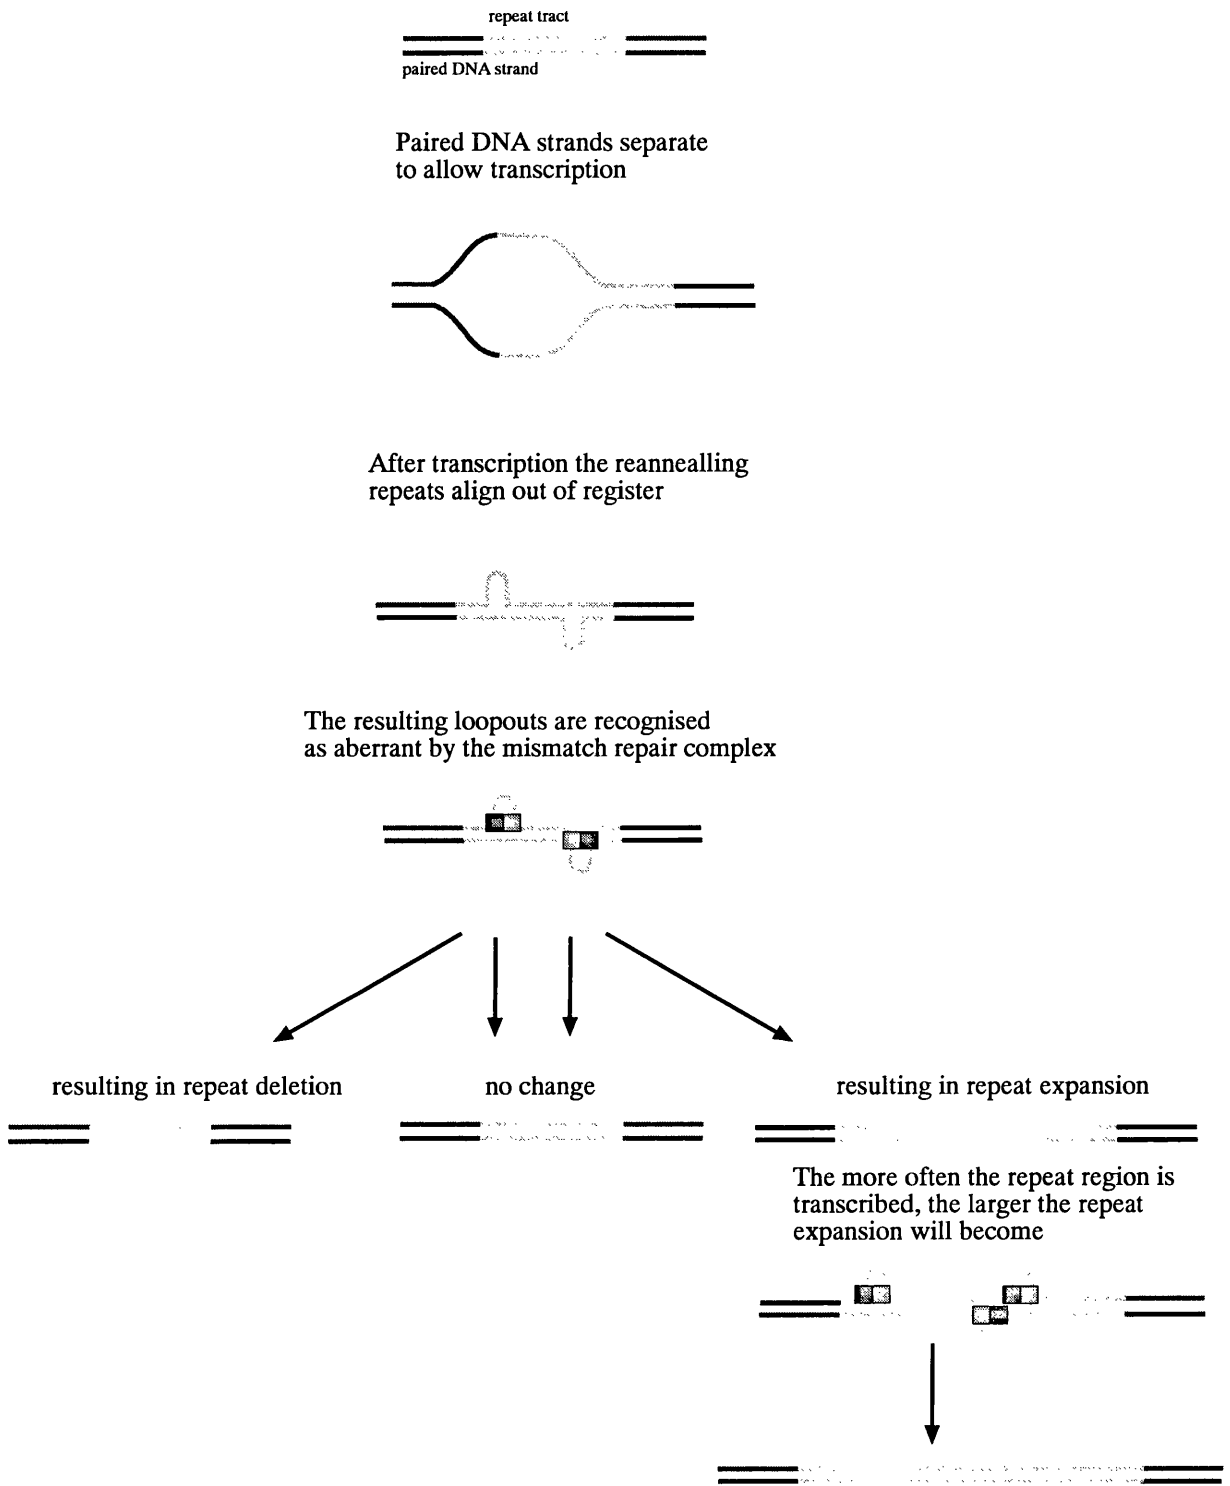 repeat tract
paired DNA strand
Paired DNA strands separate
to allow transcription
After transcription the reannealling
repeats align out of register
The resulting loopouts are recognised
as aberrant by the mismatch repair complex
resulting in repeat deletion
no change
resulting in repeat expansion
The more often the repeat region is
transcribed, the larger the repeat
expansion will become